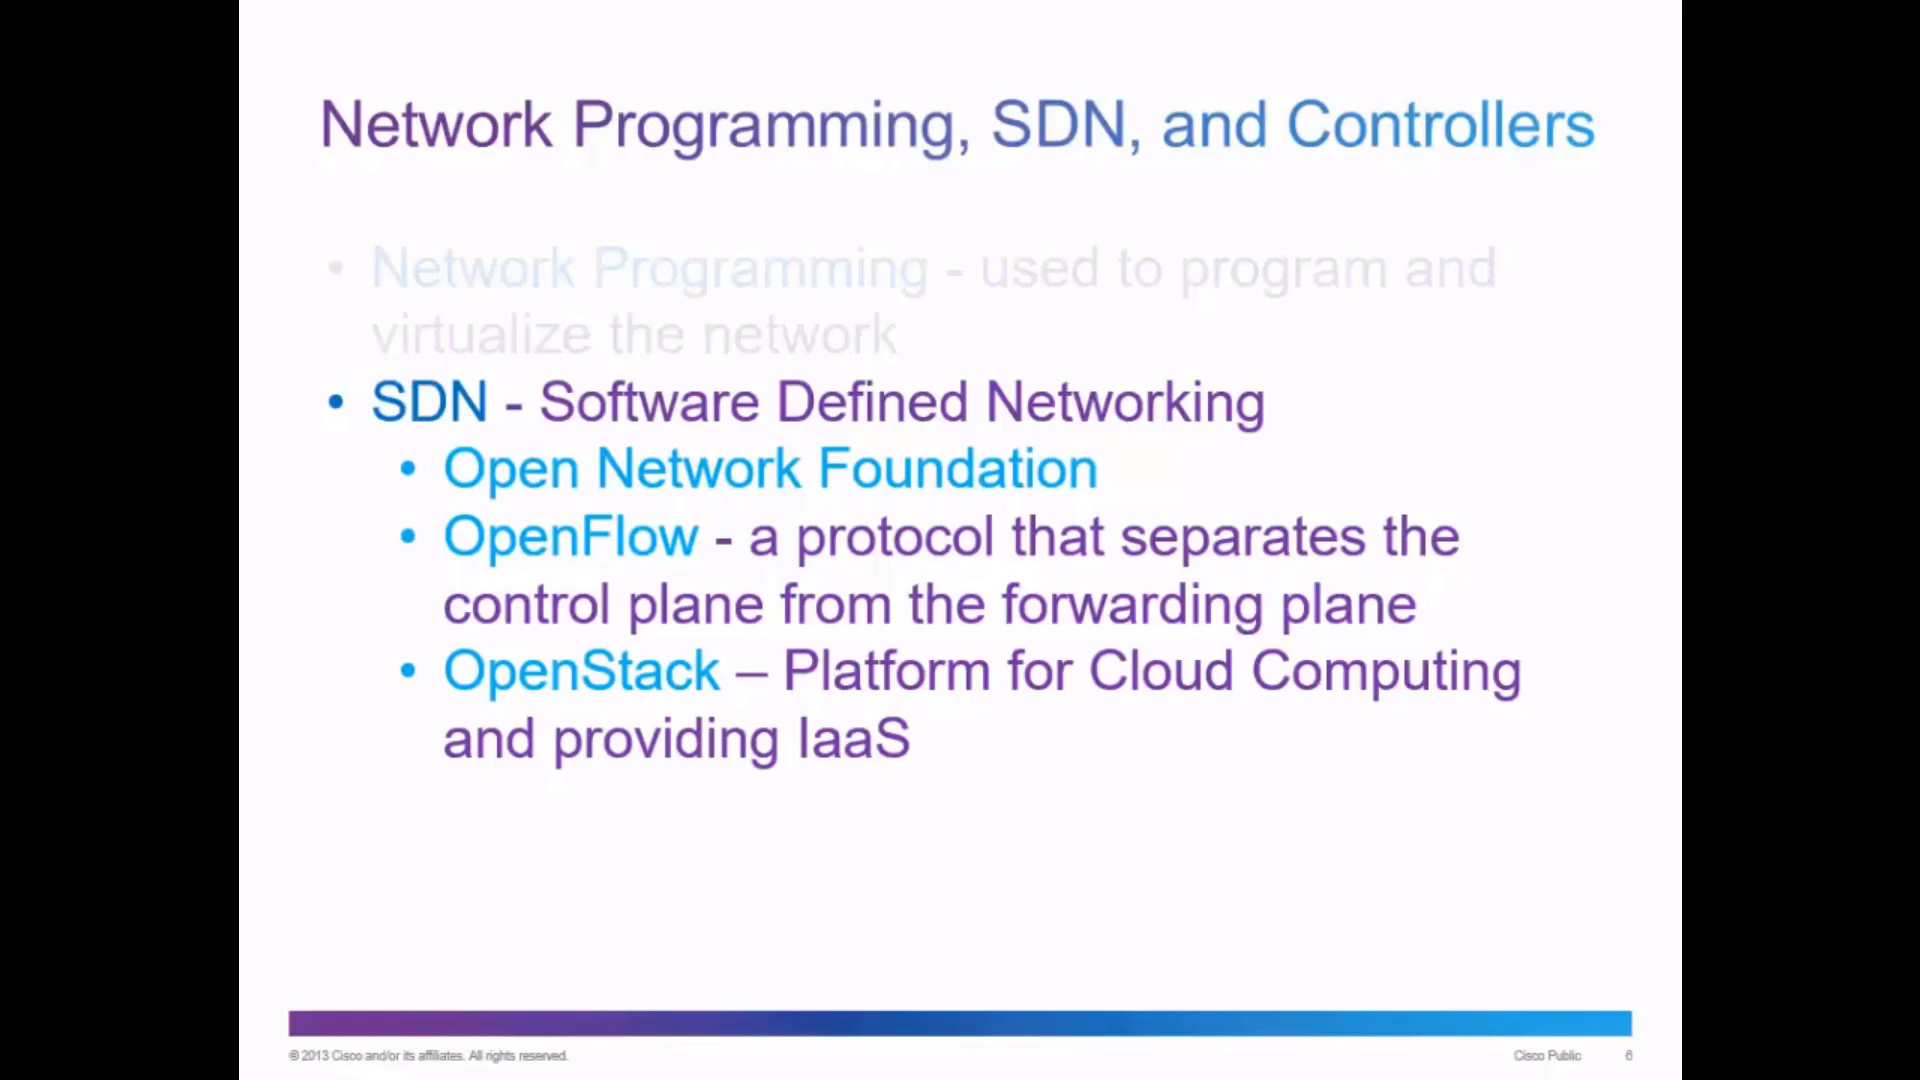 Network Programming, SDN, and Controllers
• Network Programming - used to program and
virtualize the network
• SDN - Software Defined Networking
• Open Network Foundation
• OpenFlow - a protocol that separates the
control plane from the forwarding plane
• OpenStack – Platform for Cloud Computing
and providing IaaS
© 2013 Cisco and/or its affiliates. All rights reserved.
Cisco Public 6